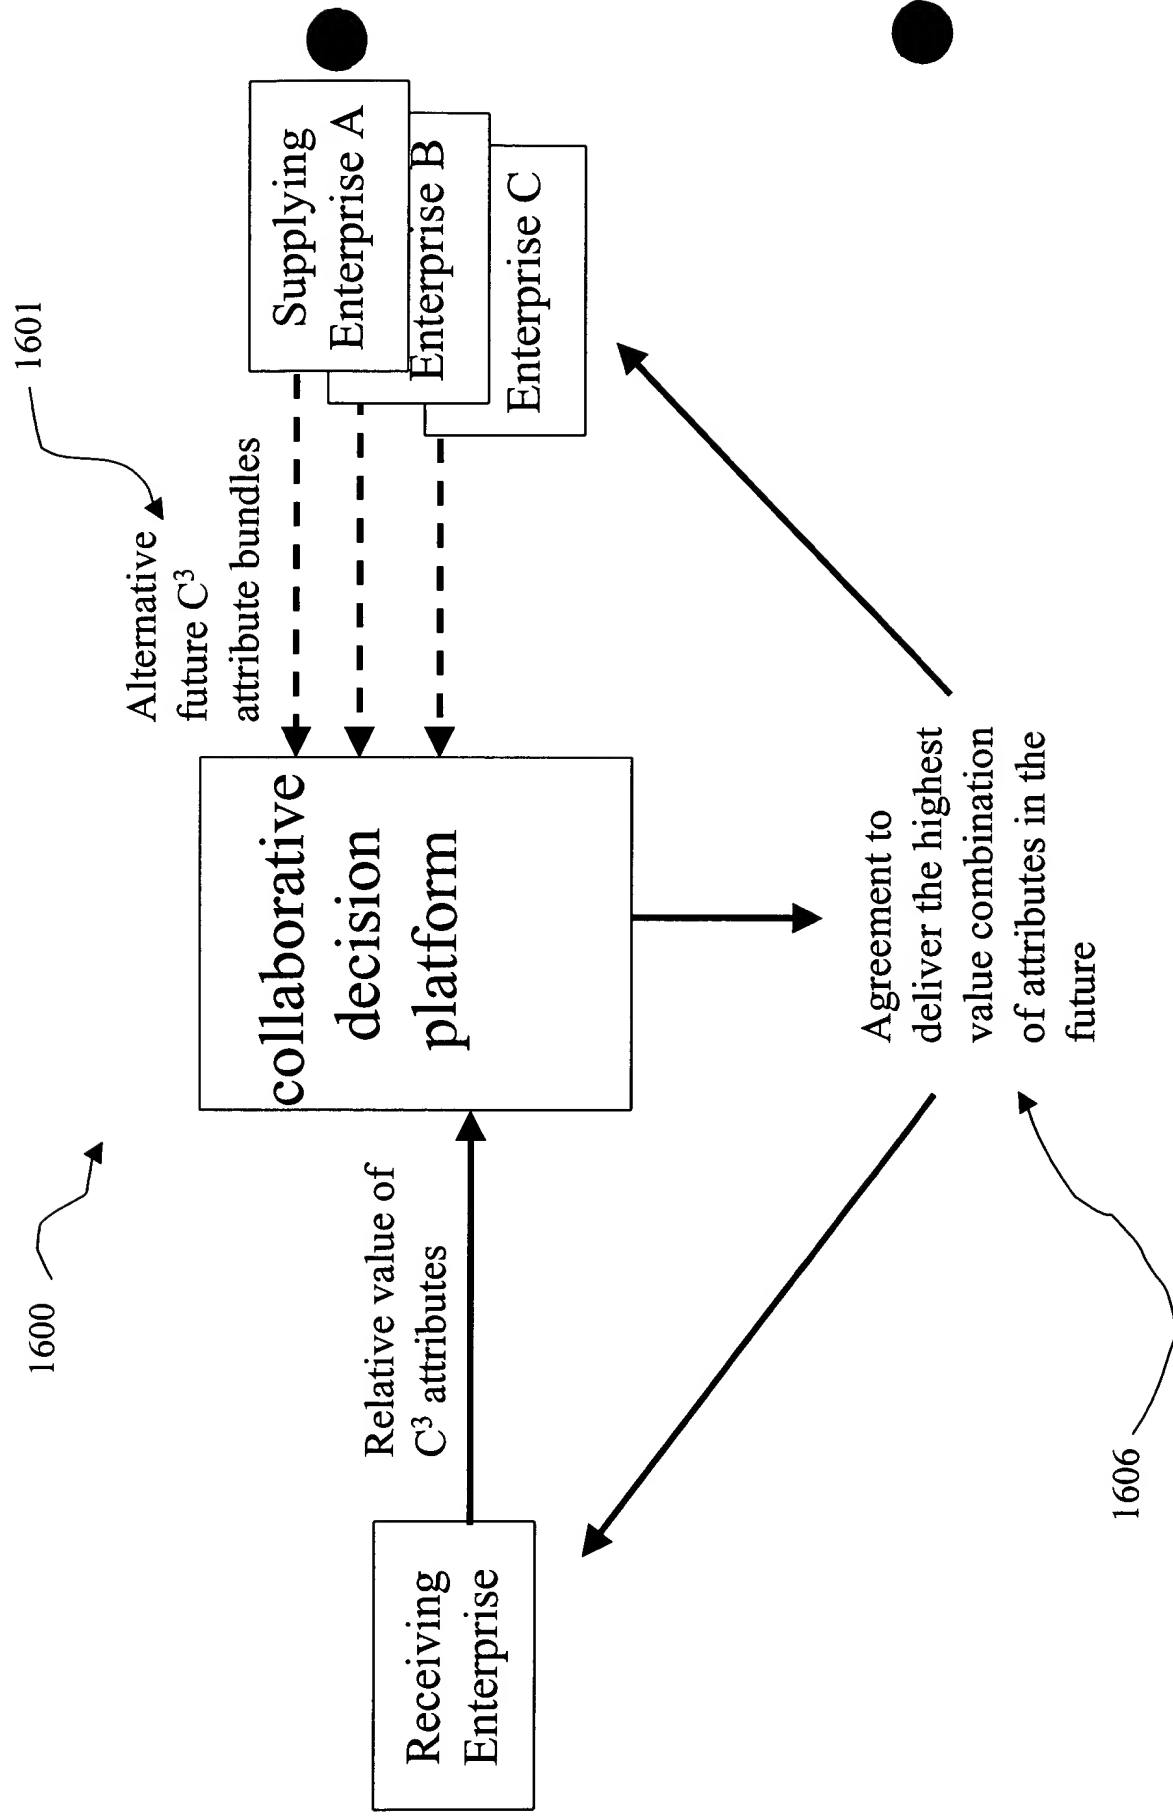 1600
1601
Alternative
future C³
attribute bundles
Receiving
Enterprise
Relative value of
C³ attributes
collaborative
decision
platform
Supplying
Enterprise A
Enterprise B
Enterprise C
Agreement to
deliver the highest
value combination
of attributes in the
future
1606